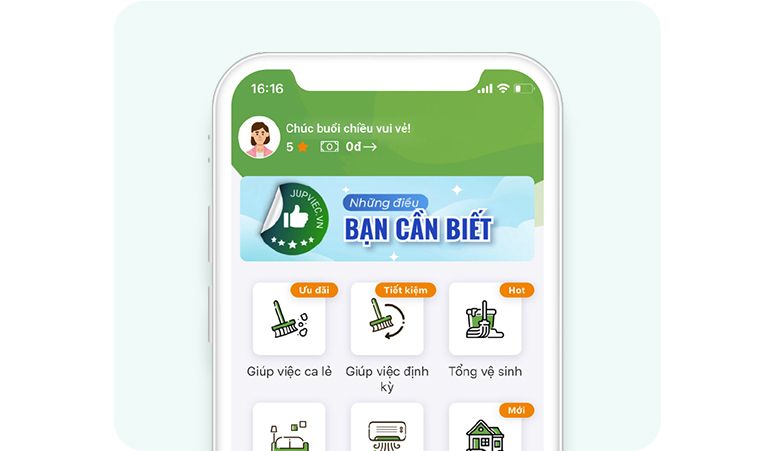 16:16
Chúc buổi chiều vui vẻ!
5 0đ
JUPVIEC.VN
Những điều
BẠN CẦN BIẾT
Ưu đãi
Tiết kiệm
Hot
Giúp việc ca lẻ
Giúp việc định
kỳ
Tổng vệ sinh
Mới